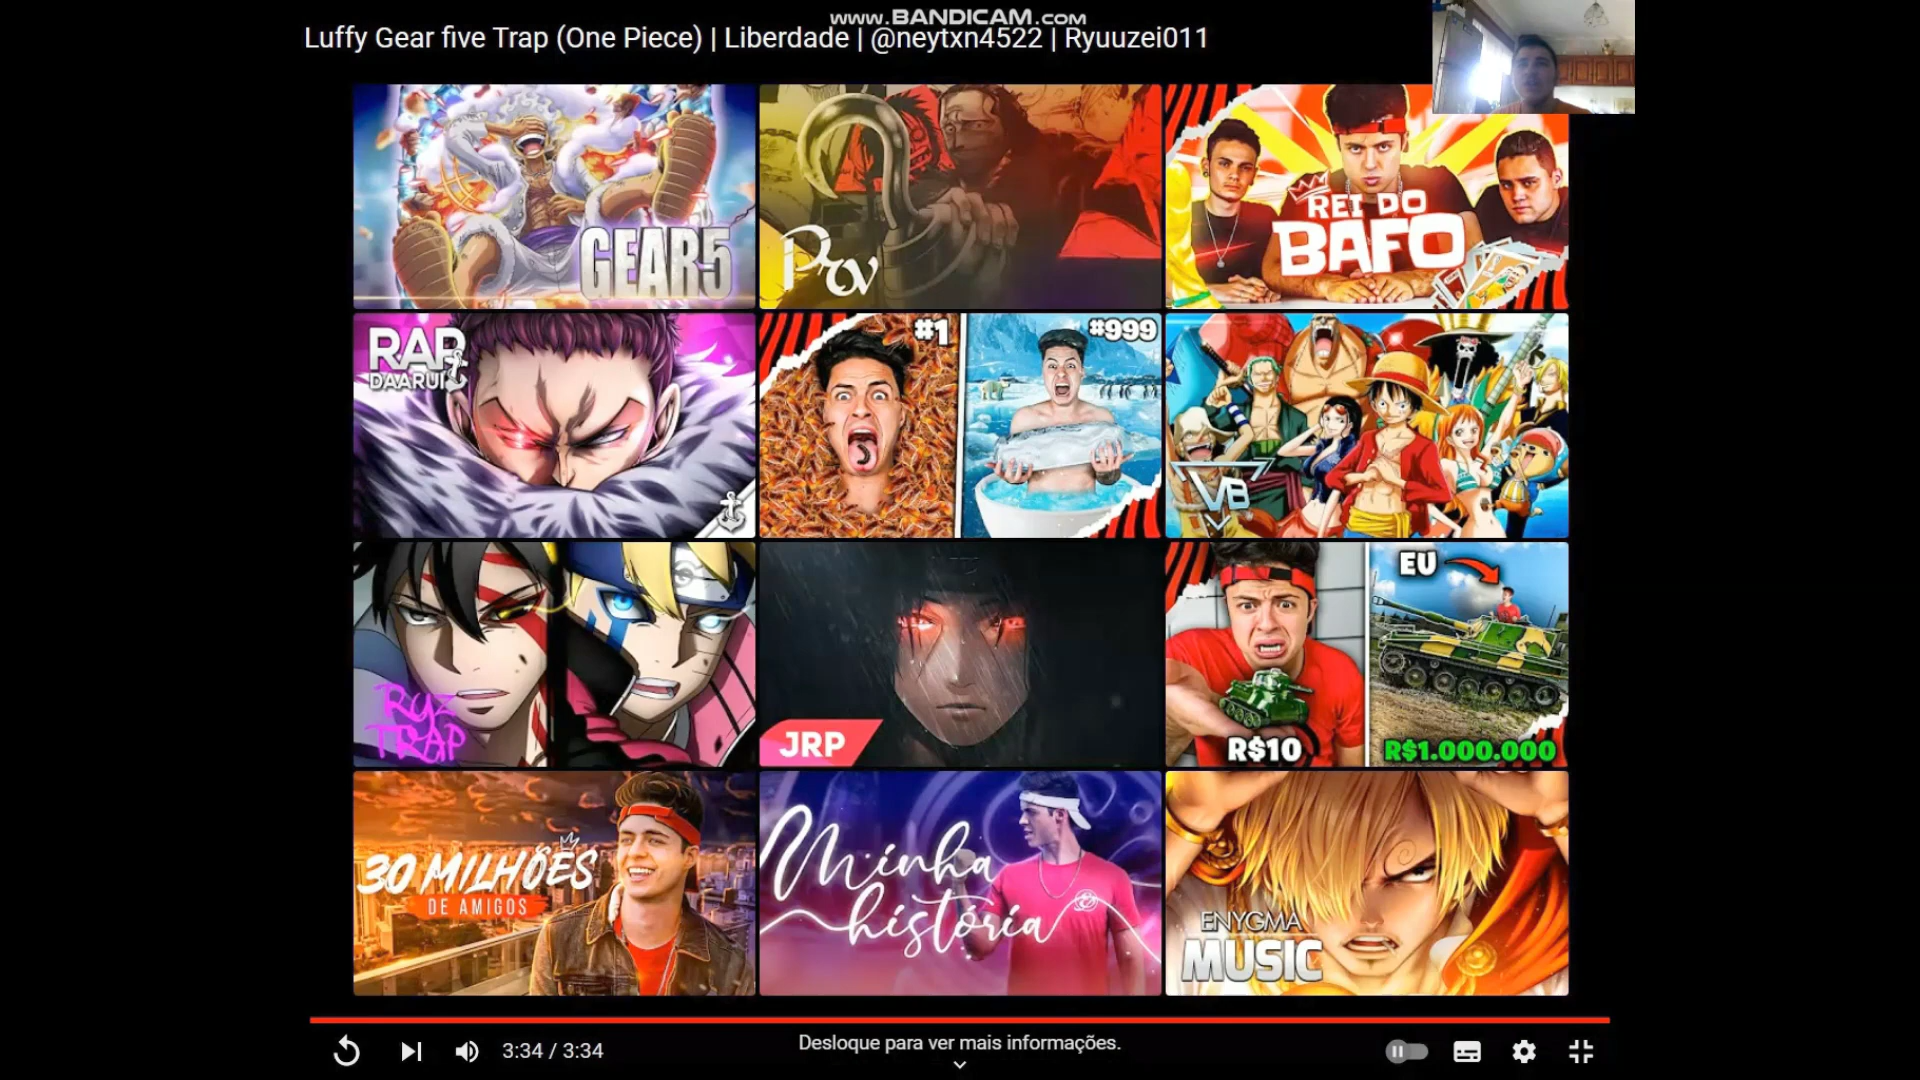 www.BANDICAM.com
Luffy Gear five Trap (One Piece) | Liberdade | @neytxn4522 | Ryuuzei011
GEAR5
Pov
REI DO
BAFO
RAP
DAARUI
#1
#999
VB
RYZ
TRAP
JRP
EU
R$10
R$1.000.000
30 MILHÕES
DE AMIGOS
Minha
história
ENYGMA
MUSIC
3:34 / 3:34
Desloque para ver mais informações.